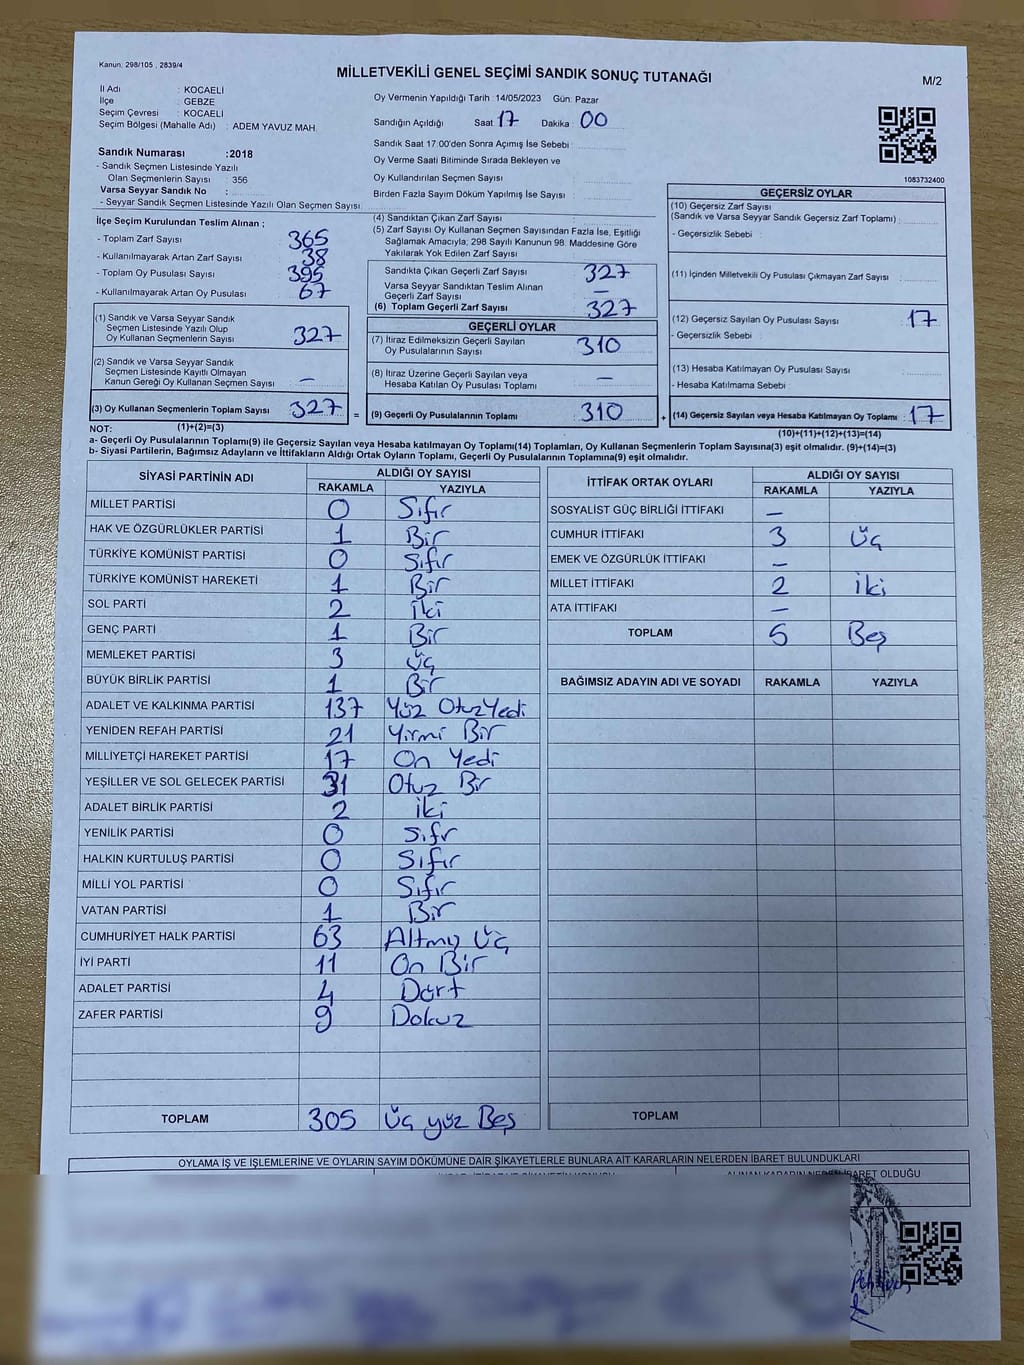 Kanun: 298/105 , 2839/4
MİLLETVEKİLİ GENEL SEÇİMİ SANDIK SONUÇ TUTANAĞI
M/2
İl Adı : KOCAELİ
İlçe : GEBZE
Seçim Çevresi : KOCAELİ
Seçim Bölgesi (Mahalle Adı) : ADEM YAVUZ MAH.
Oy Vermenin Yapıldığı Tarih : 14/05/2023 Gün: Pazar
Sandığın Açıldığı Saat : 17 Dakika : 00
Sandık Saat 17:00'den Sonra Açımış İse Sebebi :
Oy Verme Saati Bitiminde Sırada Bekleyen ve
Oy Kullandırılan Seçmen Sayısı :
Birden Fazla Sayım Döküm Yapılmış İse Sayısı :
Sandık Numarası :2018
- Sandık Seçmen Listesinde Yazılı
Olan Seçmenlerin Sayısı : 356
Varsa Seyyar Sandık No :
- Seyyar Sandık Seçmen Listesinde Yazılı Olan Seçmen Sayısı:
1083732400
İlçe Seçim Kurulundan Teslim Alınan ;
- Toplam Zarf Sayısı : 365
- Kullanılmayarak Artan Zarf Sayısı : 38
- Toplam Oy Pusulası Sayısı : 395
- Kullanılmayarak Artan Oy Pusulası : 67
(4) Sandıktan Çıkan Zarf Sayısı :
(5) Zarf Sayısı Oy Kullanan Seçmen Sayısından Fazla İse, Eşitliği
Sağlamak Amacıyla; 298 Sayılı Kanunun 98. Maddesine Göre
Yakılarak Yok Edilen Zarf Sayısı :
Sandıkta Çıkan Geçerli Zarf Sayısı : 327
Varsa Seyyar Sandıktan Teslim Alınan
Geçerli Zarf Sayısı : —
(6) Toplam Geçerli Zarf Sayısı : 327
GEÇERSİZ OYLAR
(10) Geçersiz Zarf Sayısı
(Sandık ve Varsa Seyyar Sandık Geçersiz Zarf Toplamı) :
- Geçersizlik Sebebi :
(11) İçinden Milletvekili Oy Pusulası Çıkmayan Zarf Sayısı :
(12) Geçersiz Sayılan Oy Pusulası Sayısı : 17
- Geçersizlik Sebebi :
(13) Hesaba Katılmayan Oy Pusulası Sayısı :
- Hesaba Katılmama Sebebi :
(14) Geçersiz Sayılan veya Hesaba Katılmayan Oy Toplamı : 17
(10)+(11)+(12)+(13)=(14)
(1) Sandık ve Varsa Seyyar Sandık
Seçmen Listesinde Yazılı Olup
Oy Kullanan Seçmenlerin Sayısı : 327
(2) Sandık ve Varsa Seyyar Sandık
Seçmen Listesinde Kayıtlı Olmayan
Kanun Gereği Oy Kullanan Seçmen Sayısı : —
(3) Oy Kullanan Seçmenlerin Toplam Sayısı : 327 =
(1)+(2)=(3)
GEÇERLİ OYLAR
(7) İtiraz Edilmeksizin Geçerli Sayılan
Oy Pusulalarının Sayısı : 310
(8) İtiraz Üzerine Geçerli Sayılan veya
Hesaba Katılan Oy Pusulası Toplamı : —
(9) Geçerli Oy Pusulalarının Toplamı : 310 +
NOT:
a- Geçerli Oy Pusulalarının Toplamı(9) ile Geçersiz Sayılan veya Hesaba katılmayan Oy Toplamı(14) Toplamları, Oy Kullanan Seçmenlerin Toplam Sayısına(3) eşit olmalıdır. (9)+(14)=(3)
b- Siyasi Partilerin, Bağımsız Adayların ve İttifakların Aldığı Ortak Oyların Toplamı, Geçerli Oy Pusulalarının Toplamına(9) eşit olmalıdır.
SİYASİ PARTİNİN ADI ALDIĞI OY SAYISI
RAKAMLA YAZIYLA
MİLLET PARTİSİ 0 Sıfır
HAK VE ÖZGÜRLÜKLER PARTİSİ 1 Bir
TÜRKİYE KOMÜNİST PARTİSİ 0 Sıfır
TÜRKİYE KOMÜNİST HAREKETİ 1 Bir
SOL PARTİ 2 iki
GENÇ PARTİ 1 Bir
MEMLEKET PARTİSİ 3 üç
BÜYÜK BİRLİK PARTİSİ 1 Bir
ADALET VE KALKINMA PARTİSİ 137 Yüz OtuzYedi
YENİDEN REFAH PARTİSİ 21 Yirmi Bir
MİLLİYETÇİ HAREKET PARTİSİ 17 On Yedi
YEŞİLLER VE SOL GELECEK PARTİSİ 31 Otuz Bir
ADALET BİRLİK PARTİSİ 2 iki
YENİLİK PARTİSİ 0 Sıfr
HALKIN KURTULUŞ PARTİSİ 0 Sıfır
MİLLİ YOL PARTİSİ 0 Sıfır
VATAN PARTİSİ 1 Bir
CUMHURİYET HALK PARTİSİ 63 Altmış Üç
İYİ PARTİ 11 On Bir
ADALET PARTİSİ 4 Dört
ZAFER PARTİSİ 9 Dokuz
TOPLAM 305 Üç yüz Beş
İTTİFAK ORTAK OYLARI ALDIĞI OY SAYISI
RAKAMLA YAZIYLA
SOSYALİST GÜÇ BİRLİĞİ İTTİFAKI —
CUMHUR İTTİFAKI 3 Üç
EMEK VE ÖZGÜRLÜK İTTİFAKI —
MİLLET İTTİFAKI 2 iki
ATA İTTİFAKI —
TOPLAM 5 Beş
BAĞIMSIZ ADAYIN ADI VE SOYADI RAKAMLA YAZIYLA
TOPLAM
OYLAMA İŞ VE İŞLEMLERİNE VE OYLARIN SAYIM DÖKÜMÜNE DAİR ŞİKAYETLERLE BUNLARA AİT KARARLARIN NELERDEN İBARET BULUNDUKLARI
ALINAN KARARIN NEDEN İBARET OLDUĞU